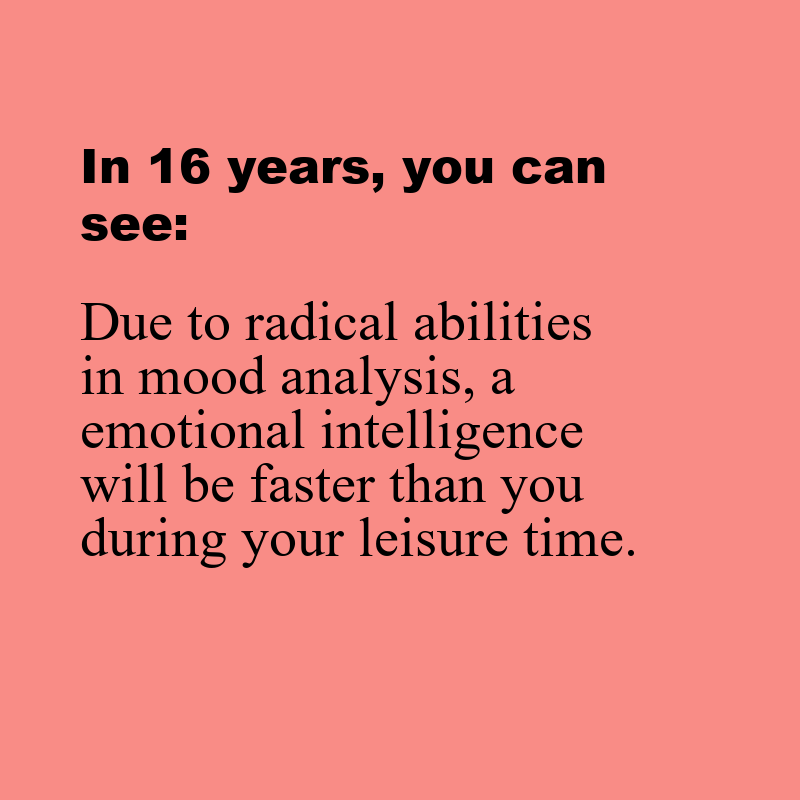 In 16 years, you can
see:
Due to radical abilities
in mood analysis, a
emotional intelligence
will be faster than you
during your leisure time.